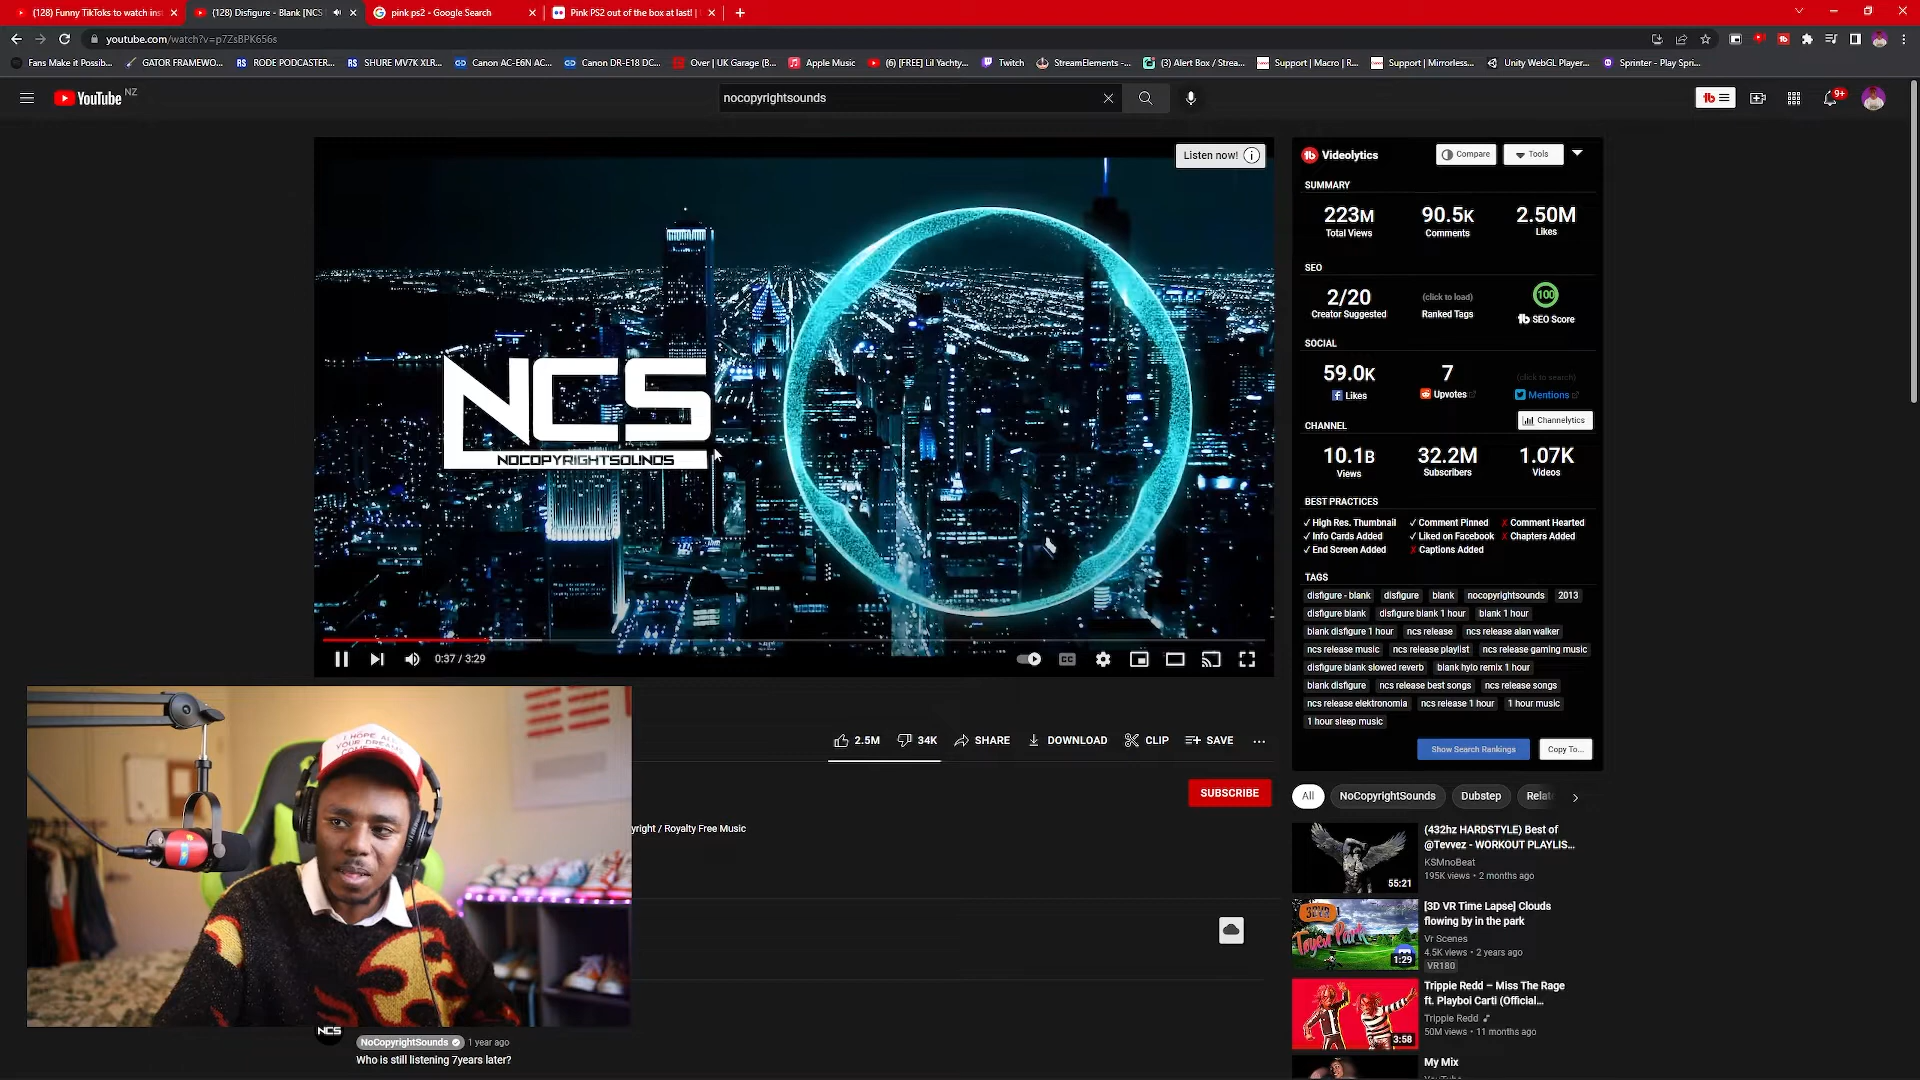 (128) Funny TikToks to watch ins
(128) Disfigure - Blank [NCS
pink ps2 - Google Search
Pink PS2 out of the box at last! |
youtube.com/watch?v=p7ZsBPK656s
Fans Make it Possib...
GATOR FRAMEWO...
RODE PODCASTER...
SHURE MV7K XLR...
Canon AC-E6N AC...
Canon DR-E18 DC...
Over | UK Garage (B...
Apple Music
(6) [FREE] Lil Yachty...
Twitch
StreamElements -...
(3) Alert Box / Strea...
Support | Macro | R...
Support | Mirrorless...
Unity WebGL Player...
Sprinter - Play Spri...
YouTube NZ
nocopyrightsounds
9+
Listen now!
NCS
NOCOPYRIGHTSOUNDS
0:37 / 3:29
Videolytics
Compare
Tools
SUMMARY
223M 90.5K 2.50M
Total Views Comments Likes
SEO
2/20 (click to load) 100
Creator Suggested Ranked Tags SEO Score
SOCIAL
59.0K 7 (click to search)
Likes Upvotes Mentions
CHANNEL
Channelytics
10.1B 32.2M 1.07K
Views Subscribers Videos
BEST PRACTICES
✓ High Res. Thumbnail ✓ Comment Pinned ✗ Comment Hearted
✓ Info Cards Added ✓ Liked on Facebook ✗ Chapters Added
✓ End Screen Added ✗ Captions Added
TAGS
disfigure - blank disfigure blank nocopyrightsounds 2013
disfigure blank disfigure blank 1 hour blank 1 hour
blank disfigure 1 hour ncs release ncs release alan walker
ncs release music ncs release playlist ncs release gaming music
disfigure blank slowed reverb blank hylo remix 1 hour
blank disfigure ncs release best songs ncs release songs
ncs release elektronomia ncs release 1 hour 1 hour music
1 hour sleep music
Show Search Rankings
Copy To...
2.5M 34K SHARE DOWNLOAD CLIP SAVE
SUBSCRIBE
yright / Royalty Free Music
All NoCopyrightSounds Dubstep Relat
55:21
(432hz HARDSTYLE) Best of
@Tevvez - WORKOUT PLAYLIS...
KSMnoBeat
195K views • 2 months ago
3DVR
Toyen Park
1:29
[3D VR Time Lapse] Clouds
flowing by in the park
Vr Scenes
4.5K views • 2 years ago
VR180
3:58
Trippie Redd – Miss The Rage
ft. Playboi Carti (Official...
Trippie Redd
50M views • 11 months ago
My Mix
I HOPE ALL
YOUR DREAMS
NCS
NoCopyrightSounds 1 year ago
Who is still listening 7years later?